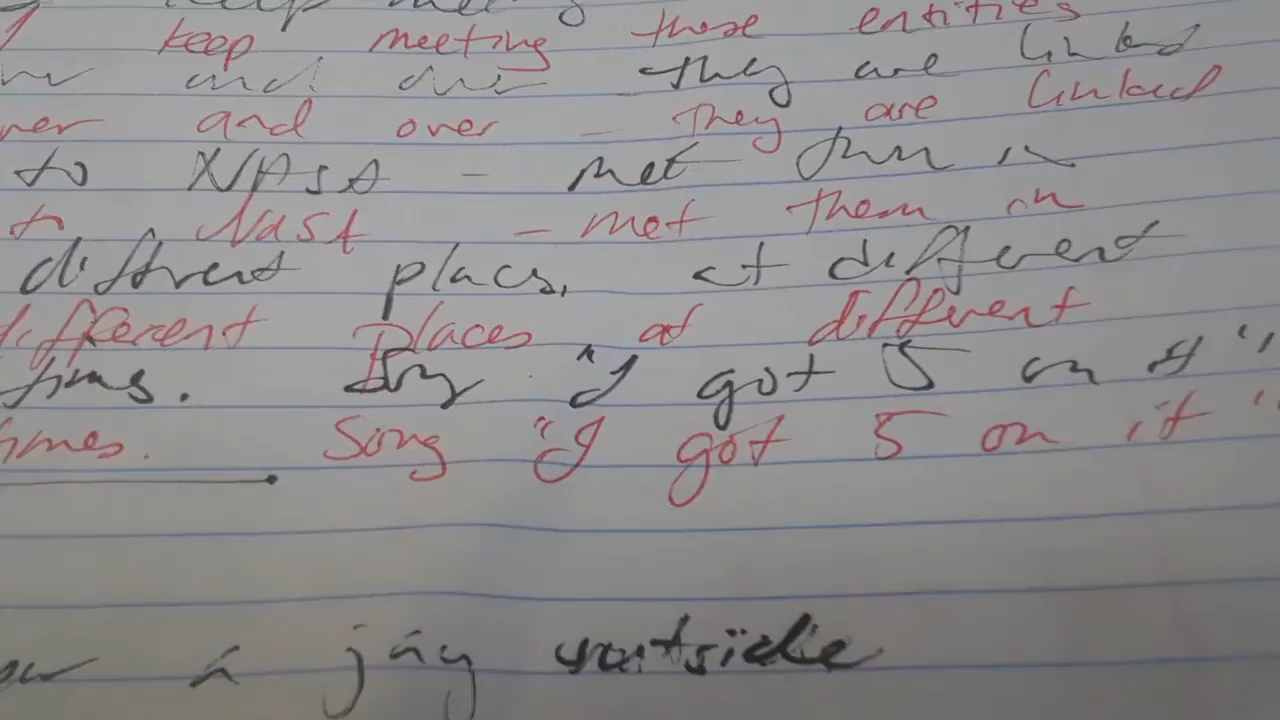 keep meeting
I keep meeting these entities
and over they are linked
over and over - They are linked
to NASA - met them in
to NASA - met them in
different places, at different
different Places at different
times. Song "I got 5 on it"
times. Song "I got 5 on it"
a jay outside